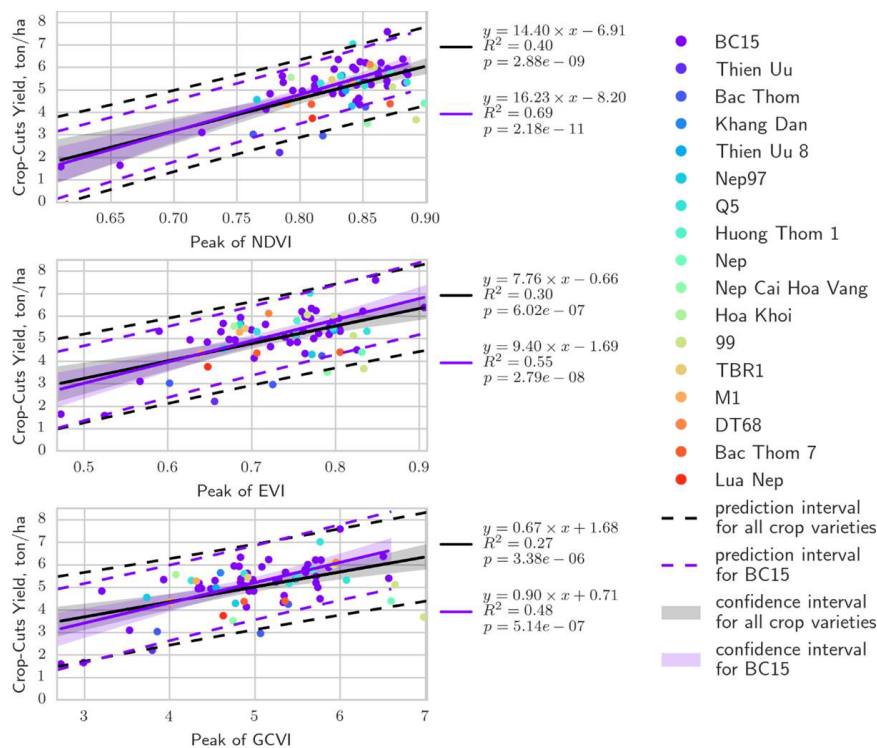 Crop-Cuts Yield, ton/ha
8
7
6
5
4
3
2
1
0
0.65 0.70 0.75 0.80 0.85 0.90
Peak of NDVI
y = 14.40 × x − 6.91
R² = 0.40
p = 2.88e − 09
y = 16.23 × x − 8.20
R² = 0.69
p = 2.18e − 11
Crop-Cuts Yield, ton/ha
8
7
6
5
4
3
2
1
0
0.5 0.6 0.7 0.8 0.9
Peak of EVI
y = 7.76 × x − 0.66
R² = 0.30
p = 6.02e − 07
y = 9.40 × x − 1.69
R² = 0.55
p = 2.79e − 08
Crop-Cuts Yield, ton/ha
8
7
6
5
4
3
2
1
0
3 4 5 6 7
Peak of GCVI
y = 0.67 × x + 1.68
R² = 0.27
p = 3.38e − 06
y = 0.90 × x + 0.71
R² = 0.48
p = 5.14e − 07
BC15
Thien Uu
Bac Thom
Khang Dan
Thien Uu 8
Nep97
Q5
Huong Thom 1
Nep
Nep Cai Hoa Vang
Hoa Khoi
99
TBR1
M1
DT68
Bac Thom 7
Lua Nep
prediction interval
for all crop varieties
prediction interval
for BC15
confidence interval
for all crop varieties
confidence interval
for BC15